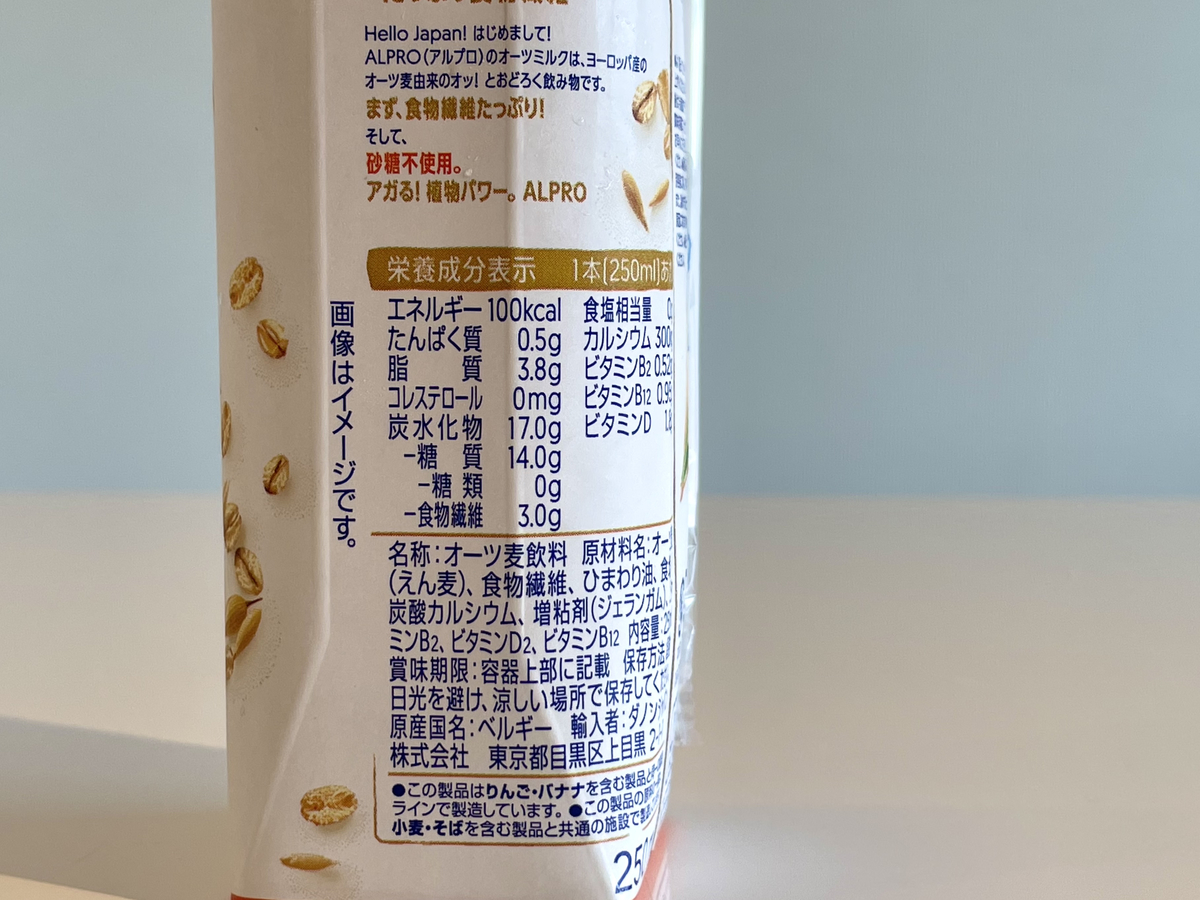 Hello Japan! はじめまして!
ALPRO(アルプロ)のオーツミルクは、ヨーロッパ産の
オーツ麦由来のオッ! とおどろく飲み物です。
まず、食物繊維たっぷり!
そして、
砂糖不使用。
アガる! 植物パワー。ALPRO
栄養成分表示 1本(250ml)
エネルギー 100kcal 食塩相当量
たんぱく質 0.5g カルシウム 300
脂質 3.8g ビタミンB2 0.52
コレステロール 0mg ビタミンB12
炭水化物 17.0g ビタミンD
−糖質 14.0g
−糖類 0g
−食物繊維 3.0g
画像はイメージです。
名称:オーツ麦飲料 原材料名:オー
(えん麦)、食物繊維、ひまわり油、
炭酸カルシウム、増粘剤(ジェランガム)、
ミンB2、ビタミンD2、ビタミンB12 内容量:
賞味期限:容器上部に記載 保存方法
日光を避け、涼しい場所で保存してくだ
原産国名:ベルギー 輸入者:ダノン
株式会社 東京都目黒区上目黒
●この製品はりんご・バナナを含む製品と
ラインで製造しています。●この製品の
小麦・そばを含む製品と共通の施設で
250